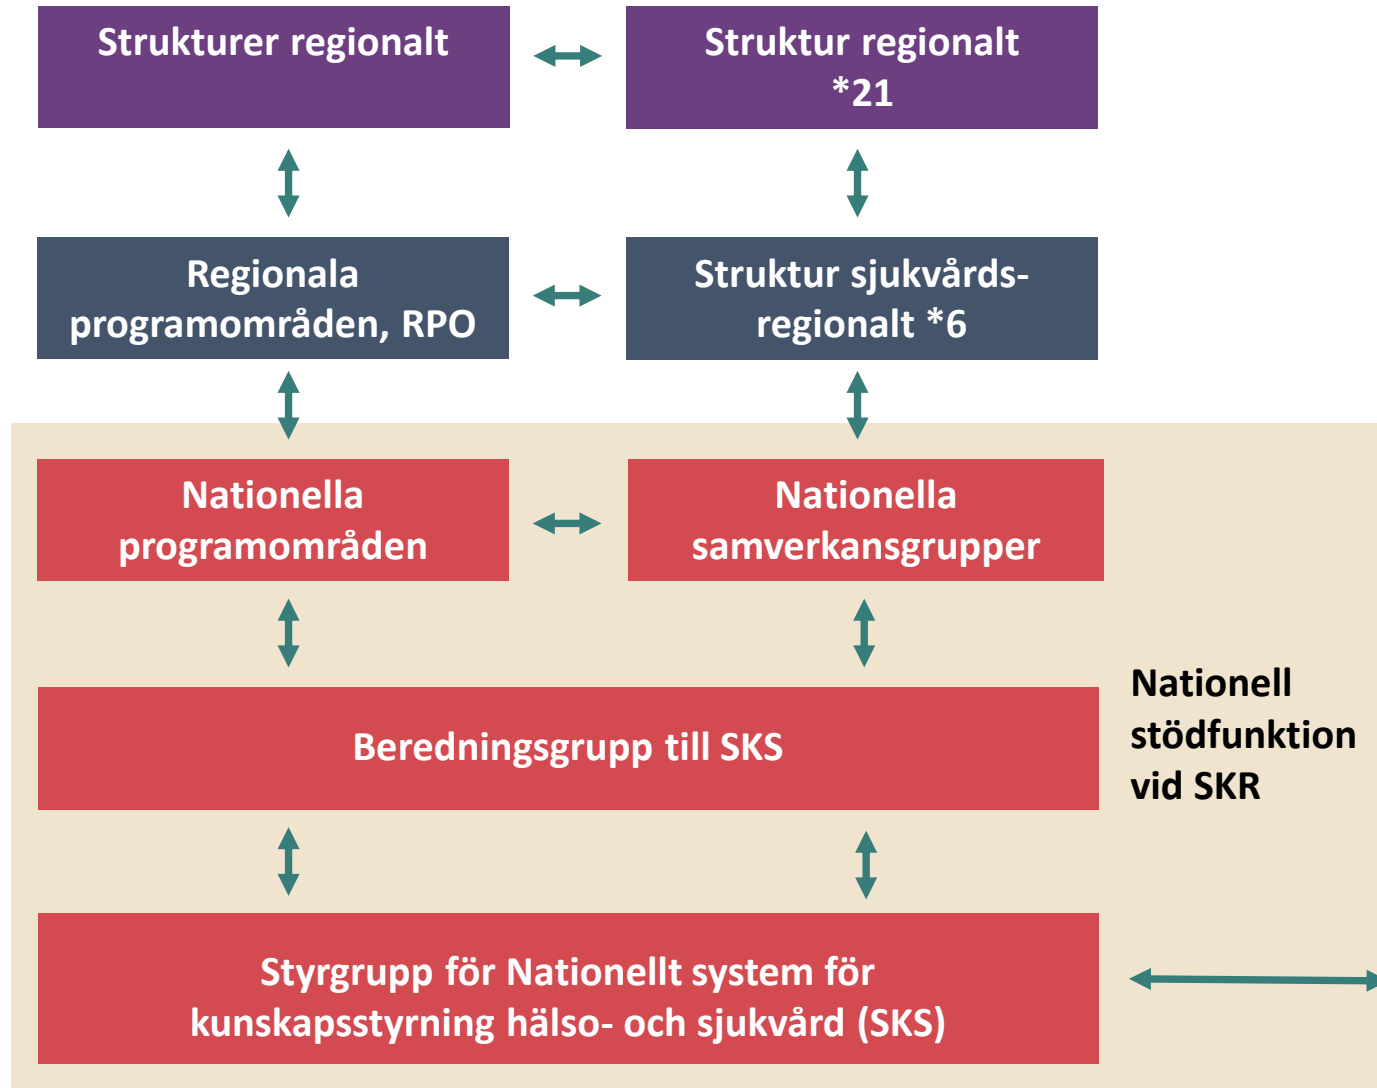 Strukturer regionalt
Struktur regionalt
*21
Regionala
programområden, RPO
Struktur sjukvårds-
regionalt *6
Nationella
programområden
Nationella
samverkansgrupper
Beredningsgrupp till SKS
Nationell
stödfunktion
vid SKR
Styrgrupp för Nationellt system för
kunskapsstyrning hälso- och sjukvård (SKS)